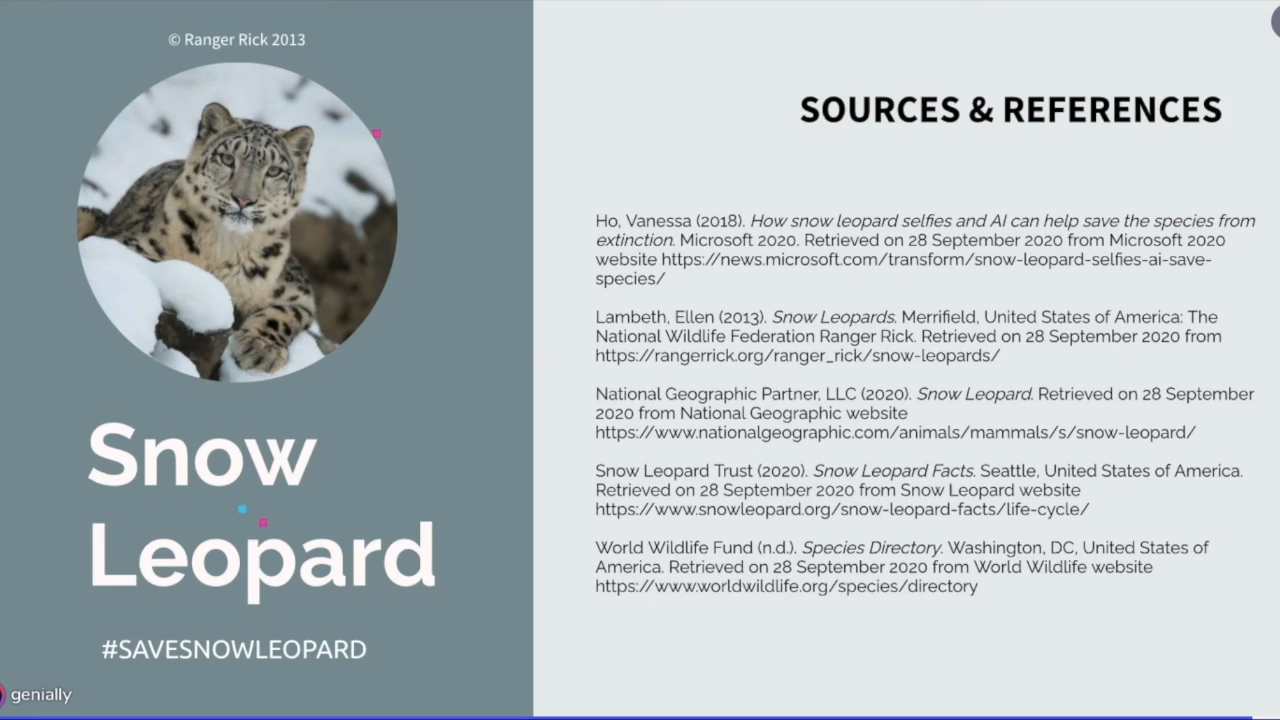 © Ranger Rick 2013
Snow
Leopard
#SAVESNOWLEOPARD
genially
SOURCES & REFERENCES
Ho, Vanessa (2018). How snow leopard selfies and AI can help save the species from
extinction. Microsoft 2020. Retrieved on 28 September 2020 from Microsoft 2020
website https://news.microsoft.com/transform/snow-leopard-selfies-ai-save-
species/
Lambeth, Ellen (2013). Snow Leopards. Merrifield, United States of America: The
National Wildlife Federation Ranger Rick. Retrieved on 28 September 2020 from
https://rangerrick.org/ranger_rick/snow-leopards/
National Geographic Partner, LLC (2020). Snow Leopard. Retrieved on 28 September
2020 from National Geographic website
https://www.nationalgeographic.com/animals/mammals/s/snow-leopard/
Snow Leopard Trust (2020). Snow Leopard Facts. Seattle, United States of America.
Retrieved on 28 September 2020 from Snow Leopard website
https://www.snowleopard.org/snow-leopard-facts/life-cycle/
World Wildlife Fund (n.d.). Species Directory. Washington, DC, United States of
America. Retrieved on 28 September 2020 from World Wildlife website
https://www.worldwildlife.org/species/directory